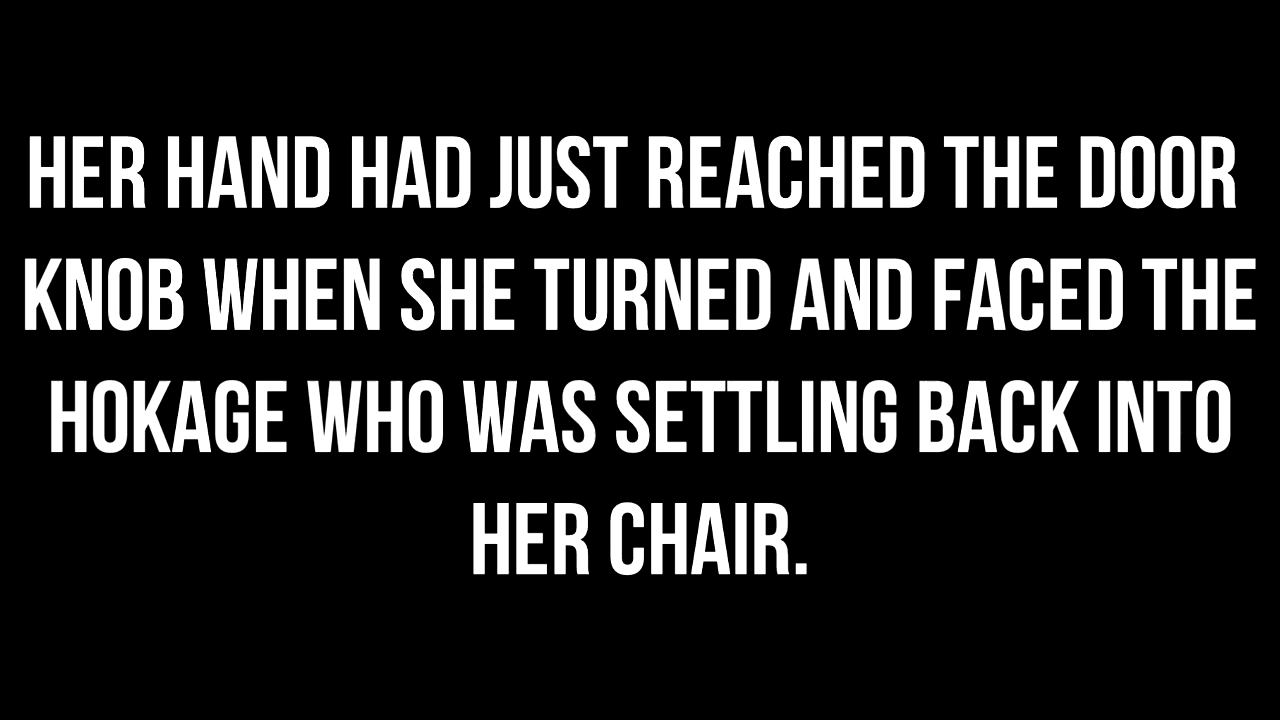 HER HAND HAD JUST REACHED THE DOOR
KNOB WHEN SHE TURNED AND FACED THE
HOKAGE WHO WAS SETTLING BACK INTO
HER CHAIR.